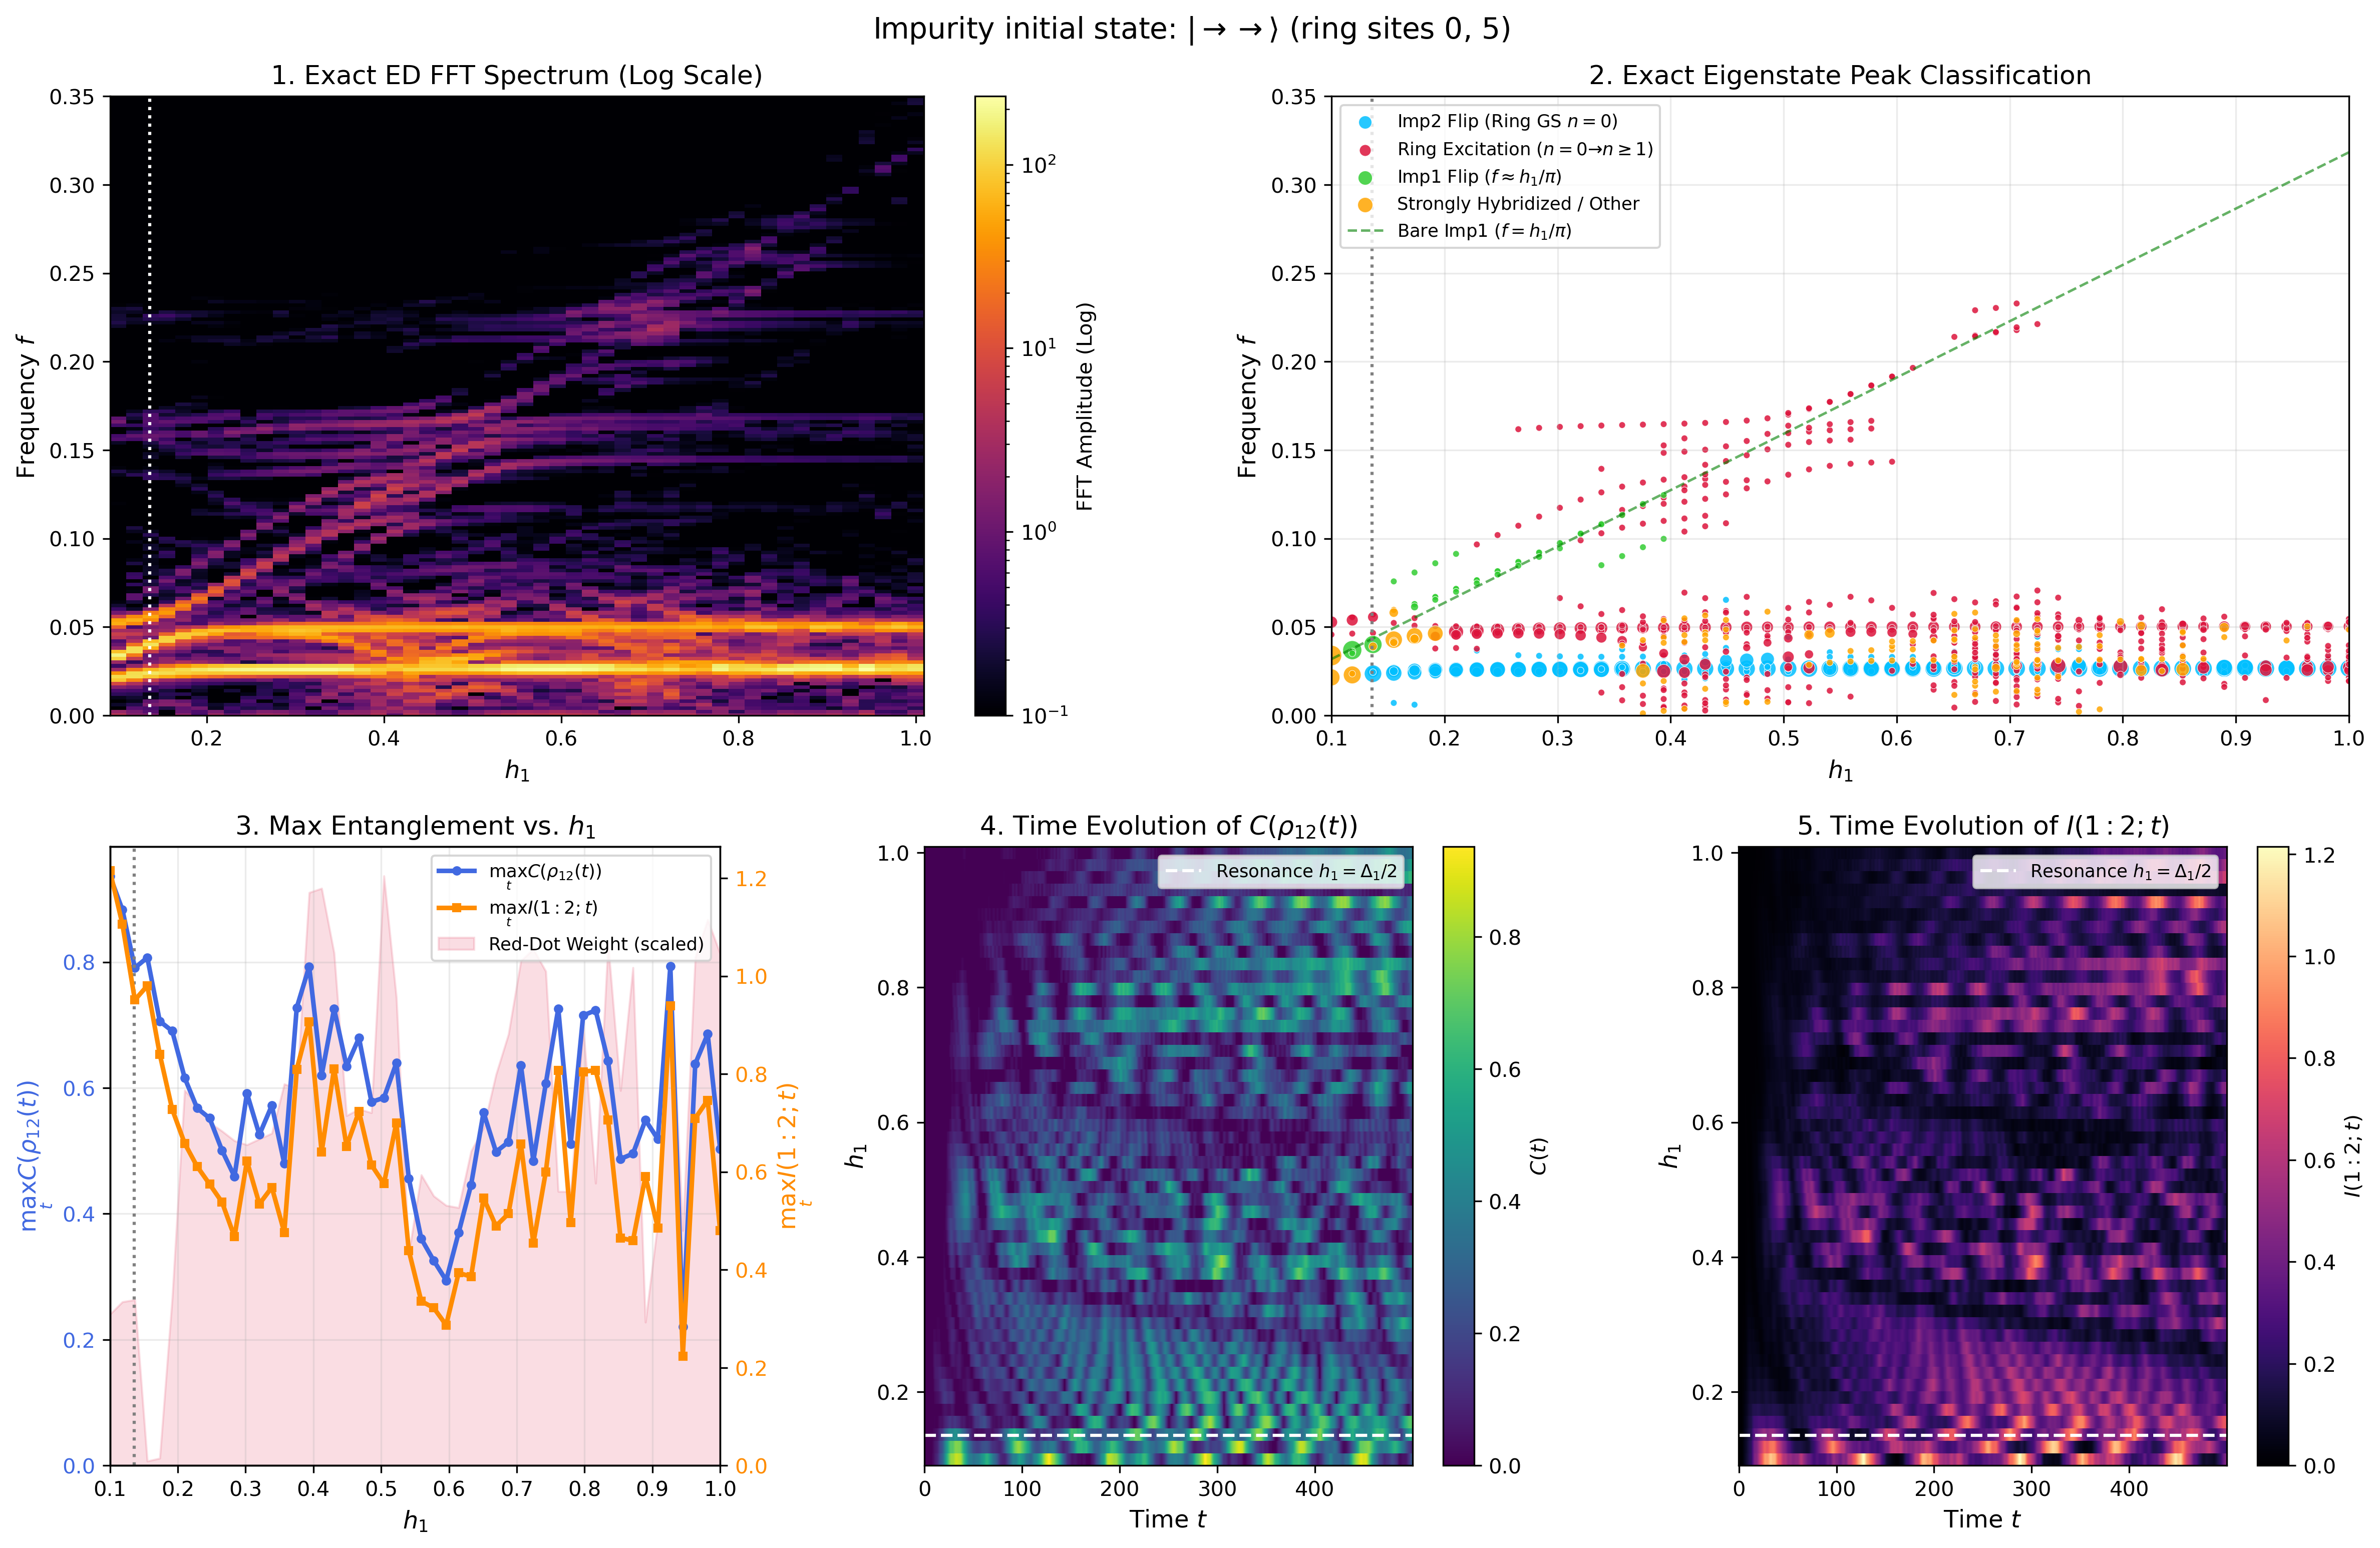 Impurity initial state: |→→⟩ (ring sites 0, 5)
1. Exact ED FFT Spectrum (Log Scale)
Frequency f
0.35
0.30
0.25
0.20
0.15
0.10
0.05
0.00
0.2 0.4 0.6 0.8 1.0
h₁
10²
10¹
10⁰
10⁻¹
FFT Amplitude (Log)
2. Exact Eigenstate Peak Classification
Frequency f
0.35
0.30
0.25
0.20
0.15
0.10
0.05
0.00
Imp2 Flip (Ring GS n = 0)
Ring Excitation (n = 0→n ≥ 1)
Imp1 Flip (f ≈ h₁/π)
Strongly Hybridized / Other
Bare Imp1 (f = h₁/π)
0.1 0.2 0.3 0.4 0.5 0.6 0.7 0.8 0.9 1.0
h₁
3. Max Entanglement vs. h₁
max C(ρ₁₂(t))
t
0.8
0.6
0.4
0.2
0.0
max C(ρ₁₂(t))
t
max I(1 : 2; t)
t
Red-Dot Weight (scaled)
1.2
1.0
0.8
0.6
0.4
0.2
0.0
max I(1 : 2; t)
t
0.1 0.2 0.3 0.4 0.5 0.6 0.7 0.8 0.9 1.0
h₁
4. Time Evolution of C(ρ₁₂(t))
h₁
1.0
0.8
0.6
0.4
0.2
Resonance h₁ = Δ₁/2
0 100 200 300 400
Time t
0.8
0.6
0.4
0.2
0.0
C(t)
5. Time Evolution of I(1 : 2; t)
h₁
1.0
0.8
0.6
0.4
0.2
Resonance h₁ = Δ₁/2
0 100 200 300 400
Time t
1.2
1.0
0.8
0.6
0.4
0.2
0.0
I(1 : 2; t)